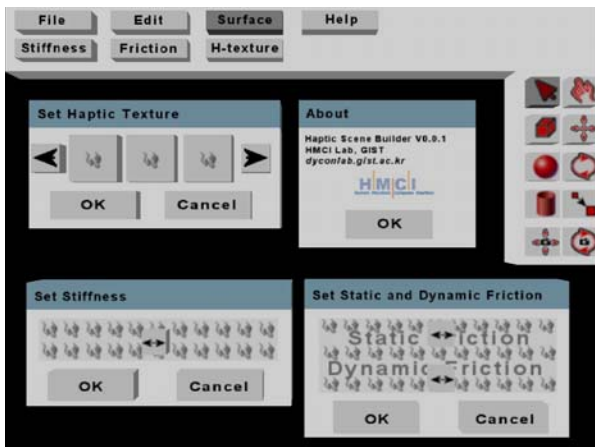 File Edit Surface Help
Stiffness Friction H-texture
Set Haptic Texture
OK Cancel
About
Haptic Scene Builder V0.0.1
HMCI Lab, GIST
dyconlab.gist.ac.kr
HMCI
OK
Set Stiffness
OK Cancel
Set Static and Dynamic Friction
Static iction
Dynamic Friction
OK Cancel